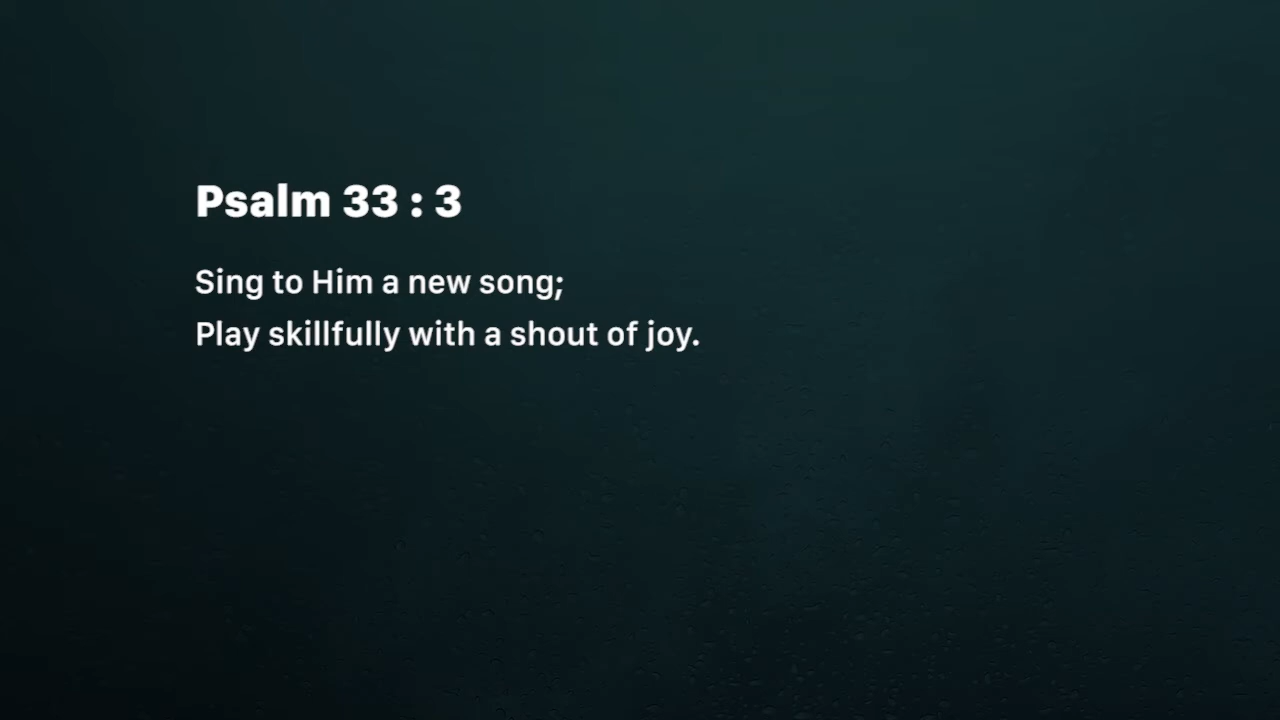 Psalm 33 : 3
Sing to Him a new song;
Play skillfully with a shout of joy.